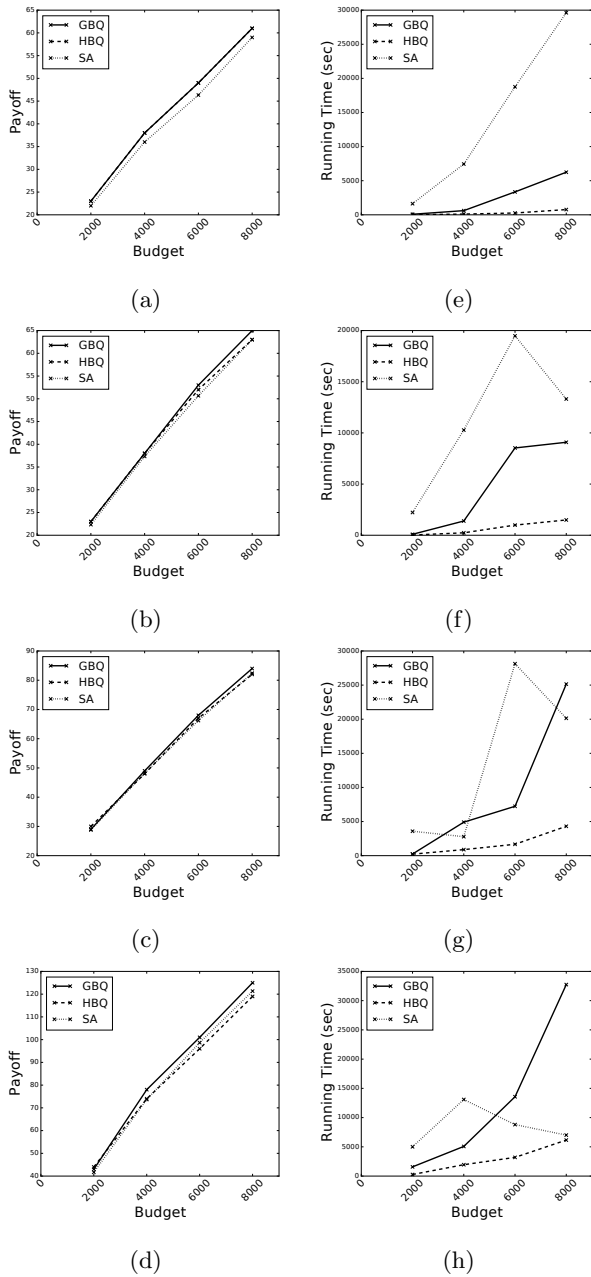 65
60
55
50
45
40
35
30
25
20
Payoff
GBQ
HBQ
SA
0
2000
4000
6000
8000
Budget
(a)
30000
25000
20000
15000
10000
5000
0
Running Time (sec)
GBQ
HBQ
SA
0
2000
4000
6000
8000
Budget
(e)
65
60
55
50
45
40
35
30
25
20
Payoff
GBQ
HBQ
SA
0
2000
4000
6000
8000
Budget
(b)
20000
15000
10000
5000
0
Running Time (sec)
GBQ
HBQ
SA
0
2000
4000
6000
8000
Budget
(f)
90
80
70
60
50
40
30
20
Payoff
GBQ
HBQ
SA
0
2000
4000
6000
8000
Budget
(c)
30000
25000
20000
15000
10000
5000
0
Running Time (sec)
GBQ
HBQ
SA
0
2000
4000
6000
8000
Budget
(g)
130
120
110
100
90
80
70
60
50
40
Payoff
GBQ
HBQ
SA
0
2000
4000
6000
8000
Budget
(d)
35000
30000
25000
20000
15000
10000
5000
0
Running Time (sec)
GBQ
HBQ
SA
0
2000
4000
6000
8000
Budget
(h)